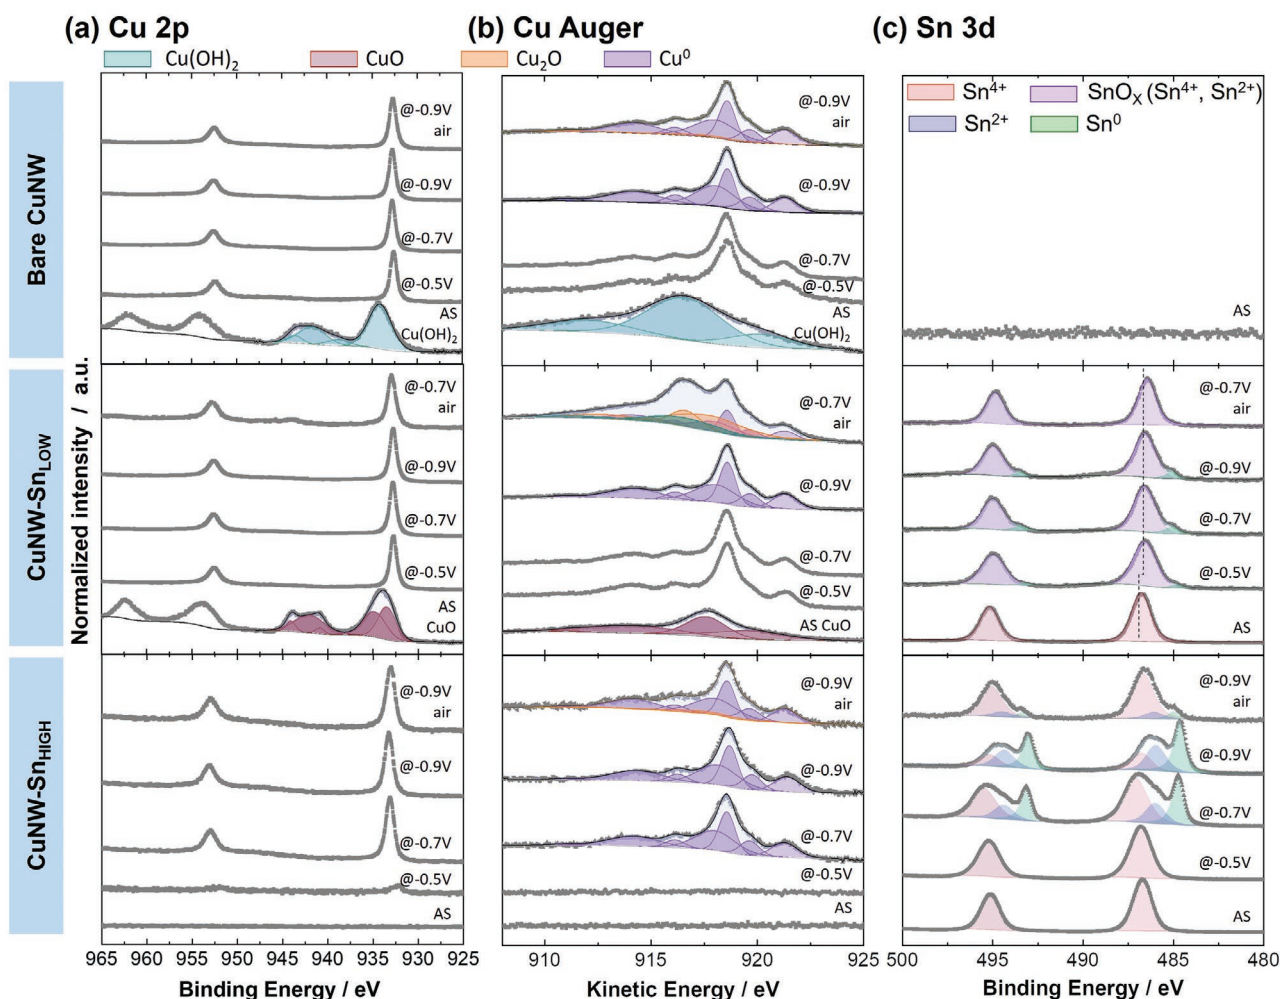 (a) Cu 2p
(b) Cu Auger
(c) Sn 3d
Cu(OH)2
CuO
Cu2O
Cu0
Sn4+
SnOX (Sn4+, Sn2+)
Sn2+
Sn0
Bare CuNW
CuNW-SnLOW
CuNW-SnHIGH
Normalized intensity / a.u.
@-0.9V
air
@-0.9V
@-0.7V
@-0.5V
AS
Cu(OH)2
@-0.7V
air
@-0.9V
@-0.7V
@-0.5V
AS
CuO
@-0.9V
air
@-0.9V
@-0.7V
@-0.5V
AS
965 960 955 950 945 940 935 930 925
Binding Energy / eV
@-0.9V
air
@-0.9V
@-0.7V
@-0.5V
AS
Cu(OH)2
@-0.7V
air
@-0.9V
@-0.7V
@-0.5V
AS CuO
@-0.9V
air
@-0.9V
@-0.7V
@-0.5V
AS
910 915 920 925
Kinetic Energy / eV
AS
@-0.7V
air
@-0.9V
@-0.7V
@-0.5V
AS
@-0.9V
air
@-0.9V
@-0.7V
@-0.5V
AS
500 495 490 485 480
Binding Energy / eV